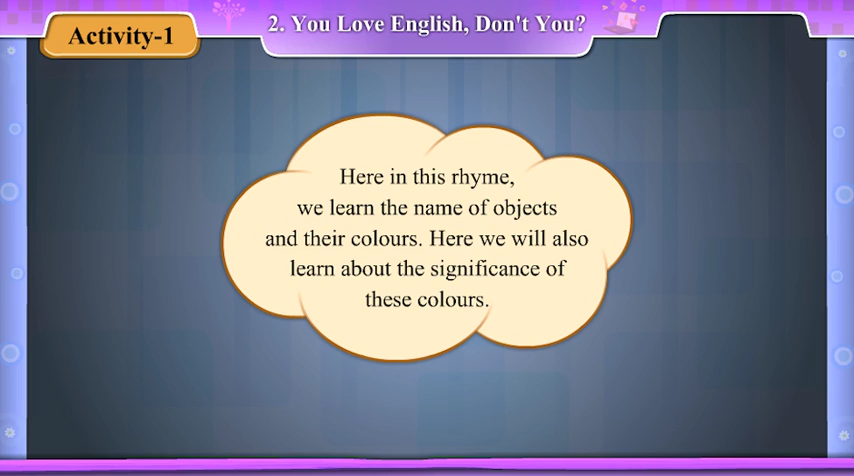 2. You Love English, Don't You?
Activity-1
Here in this rhyme,
we learn the name of objects
and their colours. Here we will also
learn about the significance of
these colours.